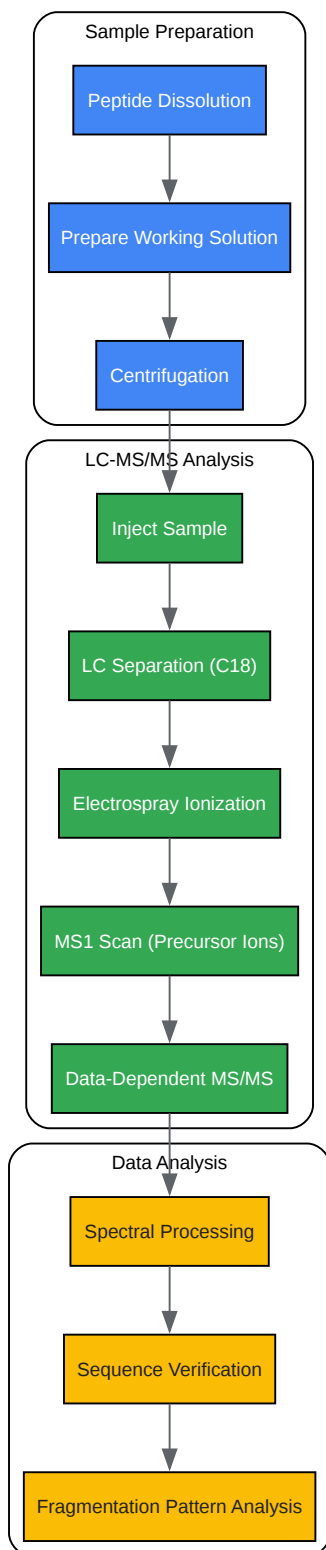 Sample Preparation
Peptide Dissolution
Prepare Working Solution
Centrifugation
LC-MS/MS Analysis
Inject Sample
LC Separation (C18)
Electrospray Ionization
MS1 Scan (Precursor Ions)
Data-Dependent MS/MS
Data Analysis
Spectral Processing
Sequence Verification
Fragmentation Pattern Analysis